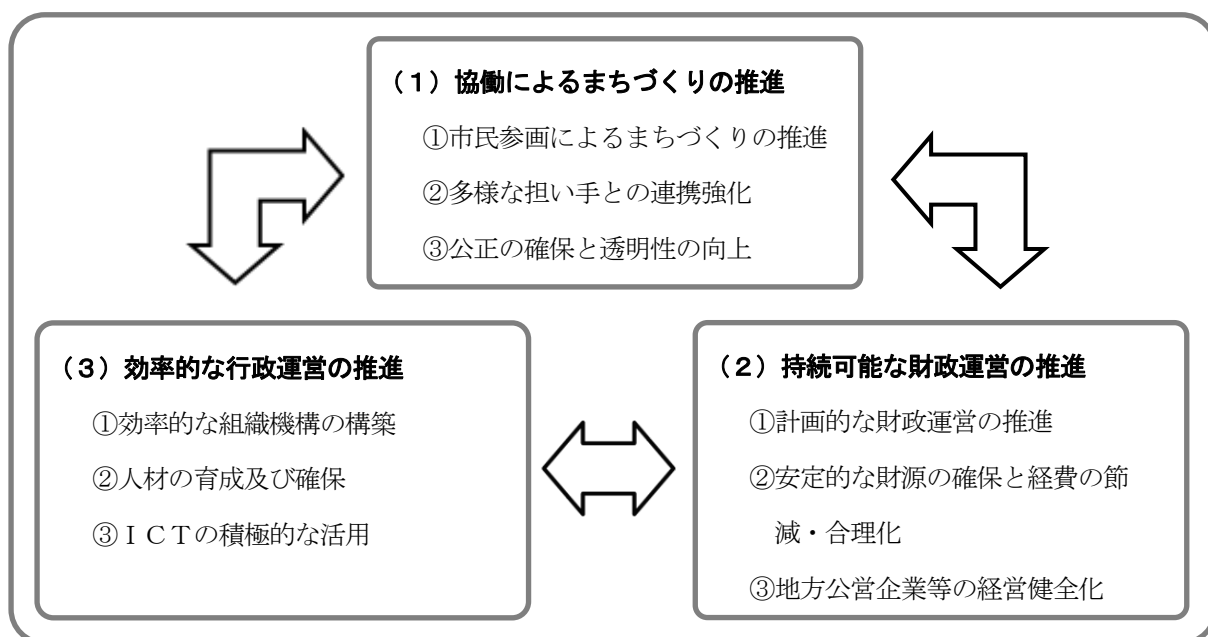 （１）協働によるまちづくりの推進
①市民参画によるまちづくりの推進
②多様な担い手との連携強化
③公正の確保と透明性の向上
（３）効率的な行政運営の推進
①効率的な組織機構の構築
②人材の育成及び確保
③ＩＣＴの積極的な活用
（２）持続可能な財政運営の推進
①計画的な財政運営の推進
②安定的な財源の確保と経費の節
減・合理化
③地方公営企業等の経営健全化